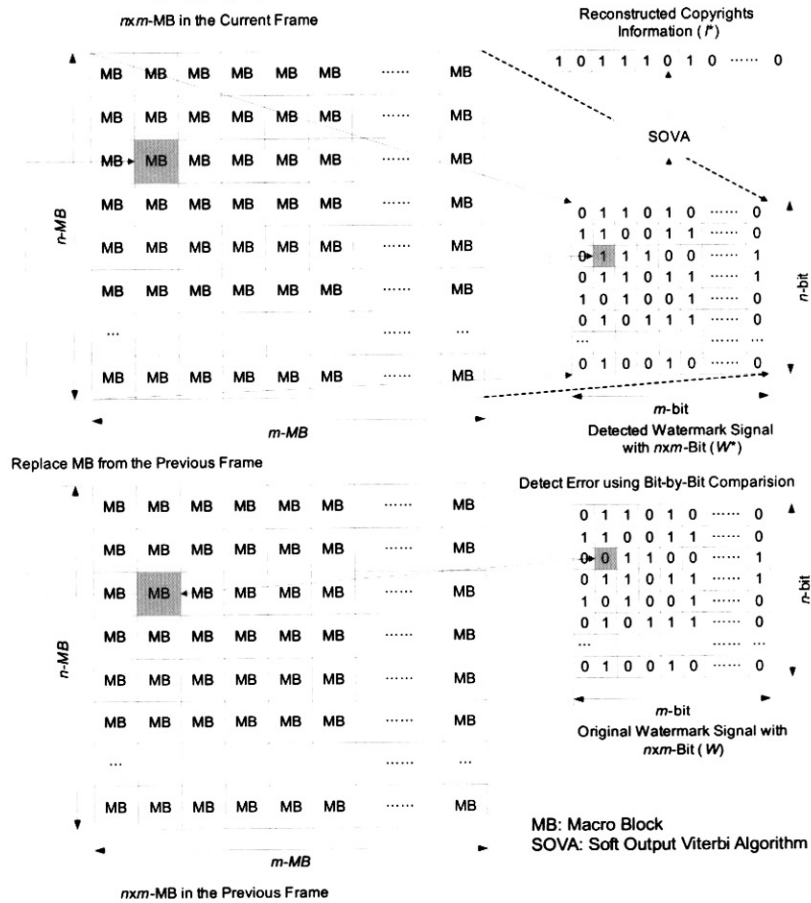 nxm-MB in the Current Frame
Reconstructed Copyrights
Information ( I*)
1 0 1 1 1 0 1 0 ······ 0
SOVA
MB MB MB MB MB MB ······ MB
MB MB MB MB MB MB ······ MB
MB MB MB MB MB MB ······ MB
MB MB MB MB MB MB ······ MB
MB MB MB MB MB MB ······ MB
MB MB MB MB MB MB ······ MB
... ······ ...
MB MB MB MB MB MB ······ MB
n-MB
m-MB
0 1 1 0 1 0 ······ 0
1 1 0 0 1 1 ······ 0
0 1 1 1 0 0 ······ 1
0 1 1 0 1 1 ······ 1
1 0 1 0 0 1 ······ 0
0 1 0 1 1 1 ······ 0
... ······ ...
0 1 0 0 1 0 ······ 0
n-bit
m-bit
Detected Watermark Signal
with nxm-Bit ( W*)
Replace MB from the Previous Frame
Detect Error using Bit-by-Bit Comparision
MB MB MB MB MB MB ······ MB
MB MB MB MB MB MB ······ MB
MB MB MB MB MB MB ······ MB
MB MB MB MB MB MB ······ MB
MB MB MB MB MB MB ······ MB
MB MB MB MB MB MB ······ MB
... ······ ...
MB MB MB MB MB MB ······ MB
n-MB
m-MB
nxm-MB in the Previous Frame
0 1 1 0 1 0 ······ 0
1 1 0 0 1 1 ······ 0
0 0 1 1 0 0 ······ 1
0 1 1 0 1 1 ······ 1
1 0 1 0 0 1 ······ 0
0 1 0 1 1 1 ······ 0
... ······ ...
0 1 0 0 1 0 ······ 0
n-bit
m-bit
Original Watermark Signal with
nxm-Bit ( W)
MB: Macro Block
SOVA: Soft Output Viterbi Algorithm